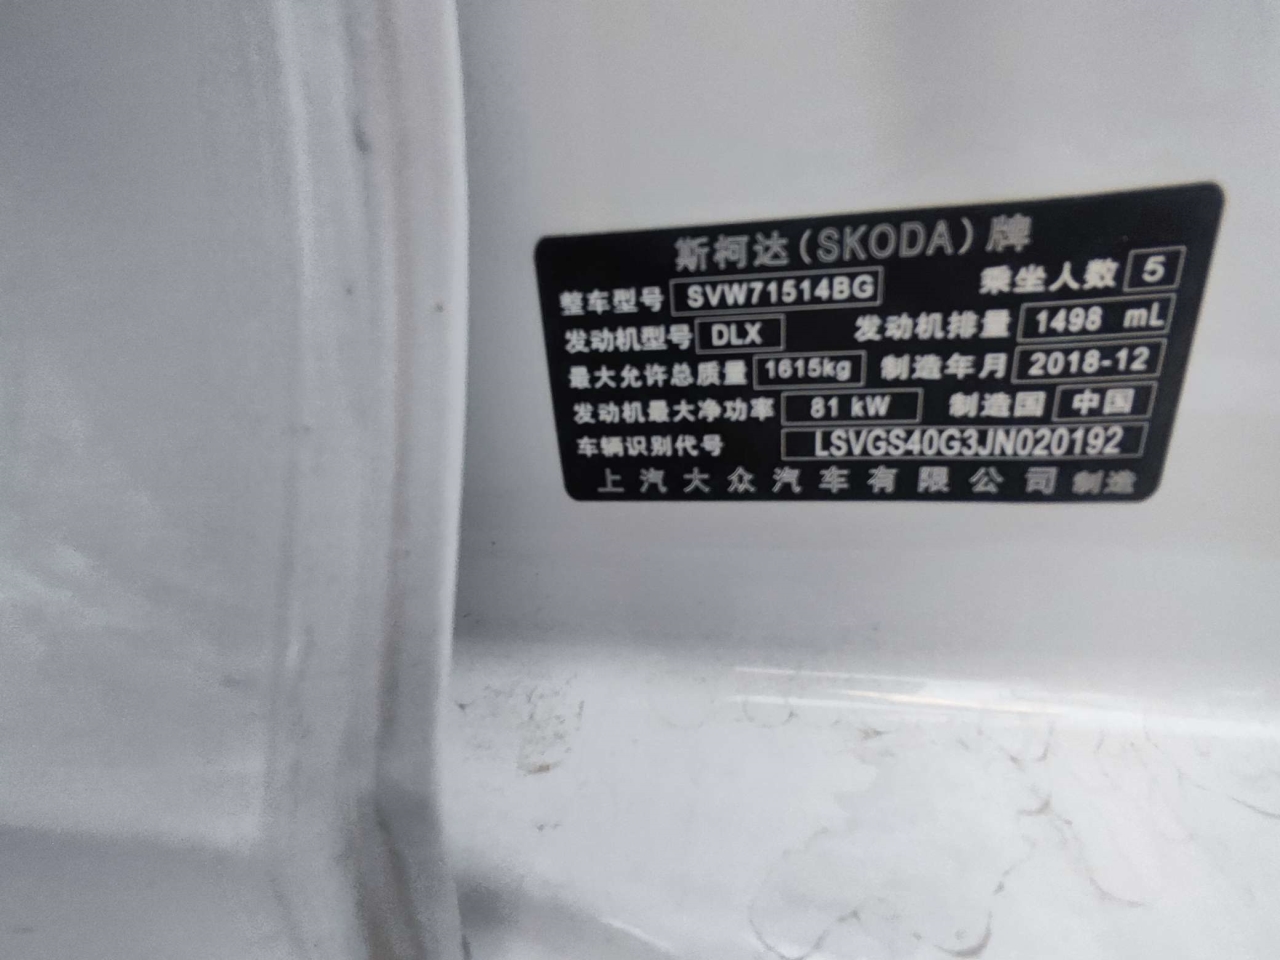 斯柯达(SKODA)牌
整车型号 SVW71514BG 乘坐人数 5
发动机型号 DLX 发动机排量 1498 mL
最大允许总质量 1615kg 制造年月 2018-12
发动机最大净功率 81 kW 制造国 中国
车辆识别代号 LSVGS40G3JN020192
上汽大众汽车有限公司 制造